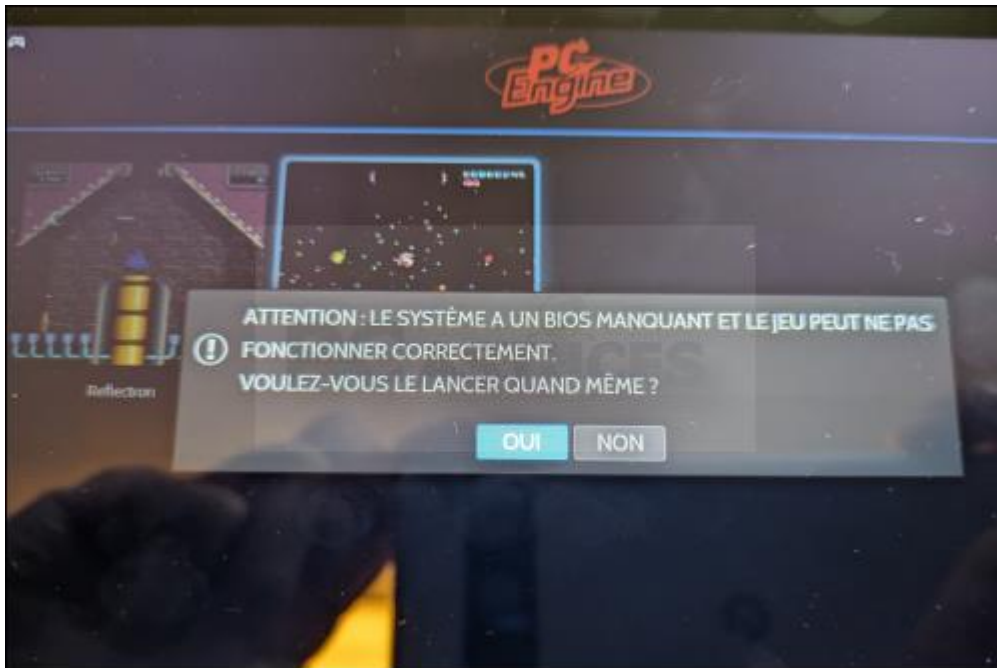 PC
Engine
ATTENTION : LE SYSTÈME A UN BIOS MANQUANT ET LE JEU PEUT NE PAS
FONCTIONNER CORRECTEMENT.
VOULEZ-VOUS LE LANCER QUAND MÊME ?
Reflectron
OUI NON